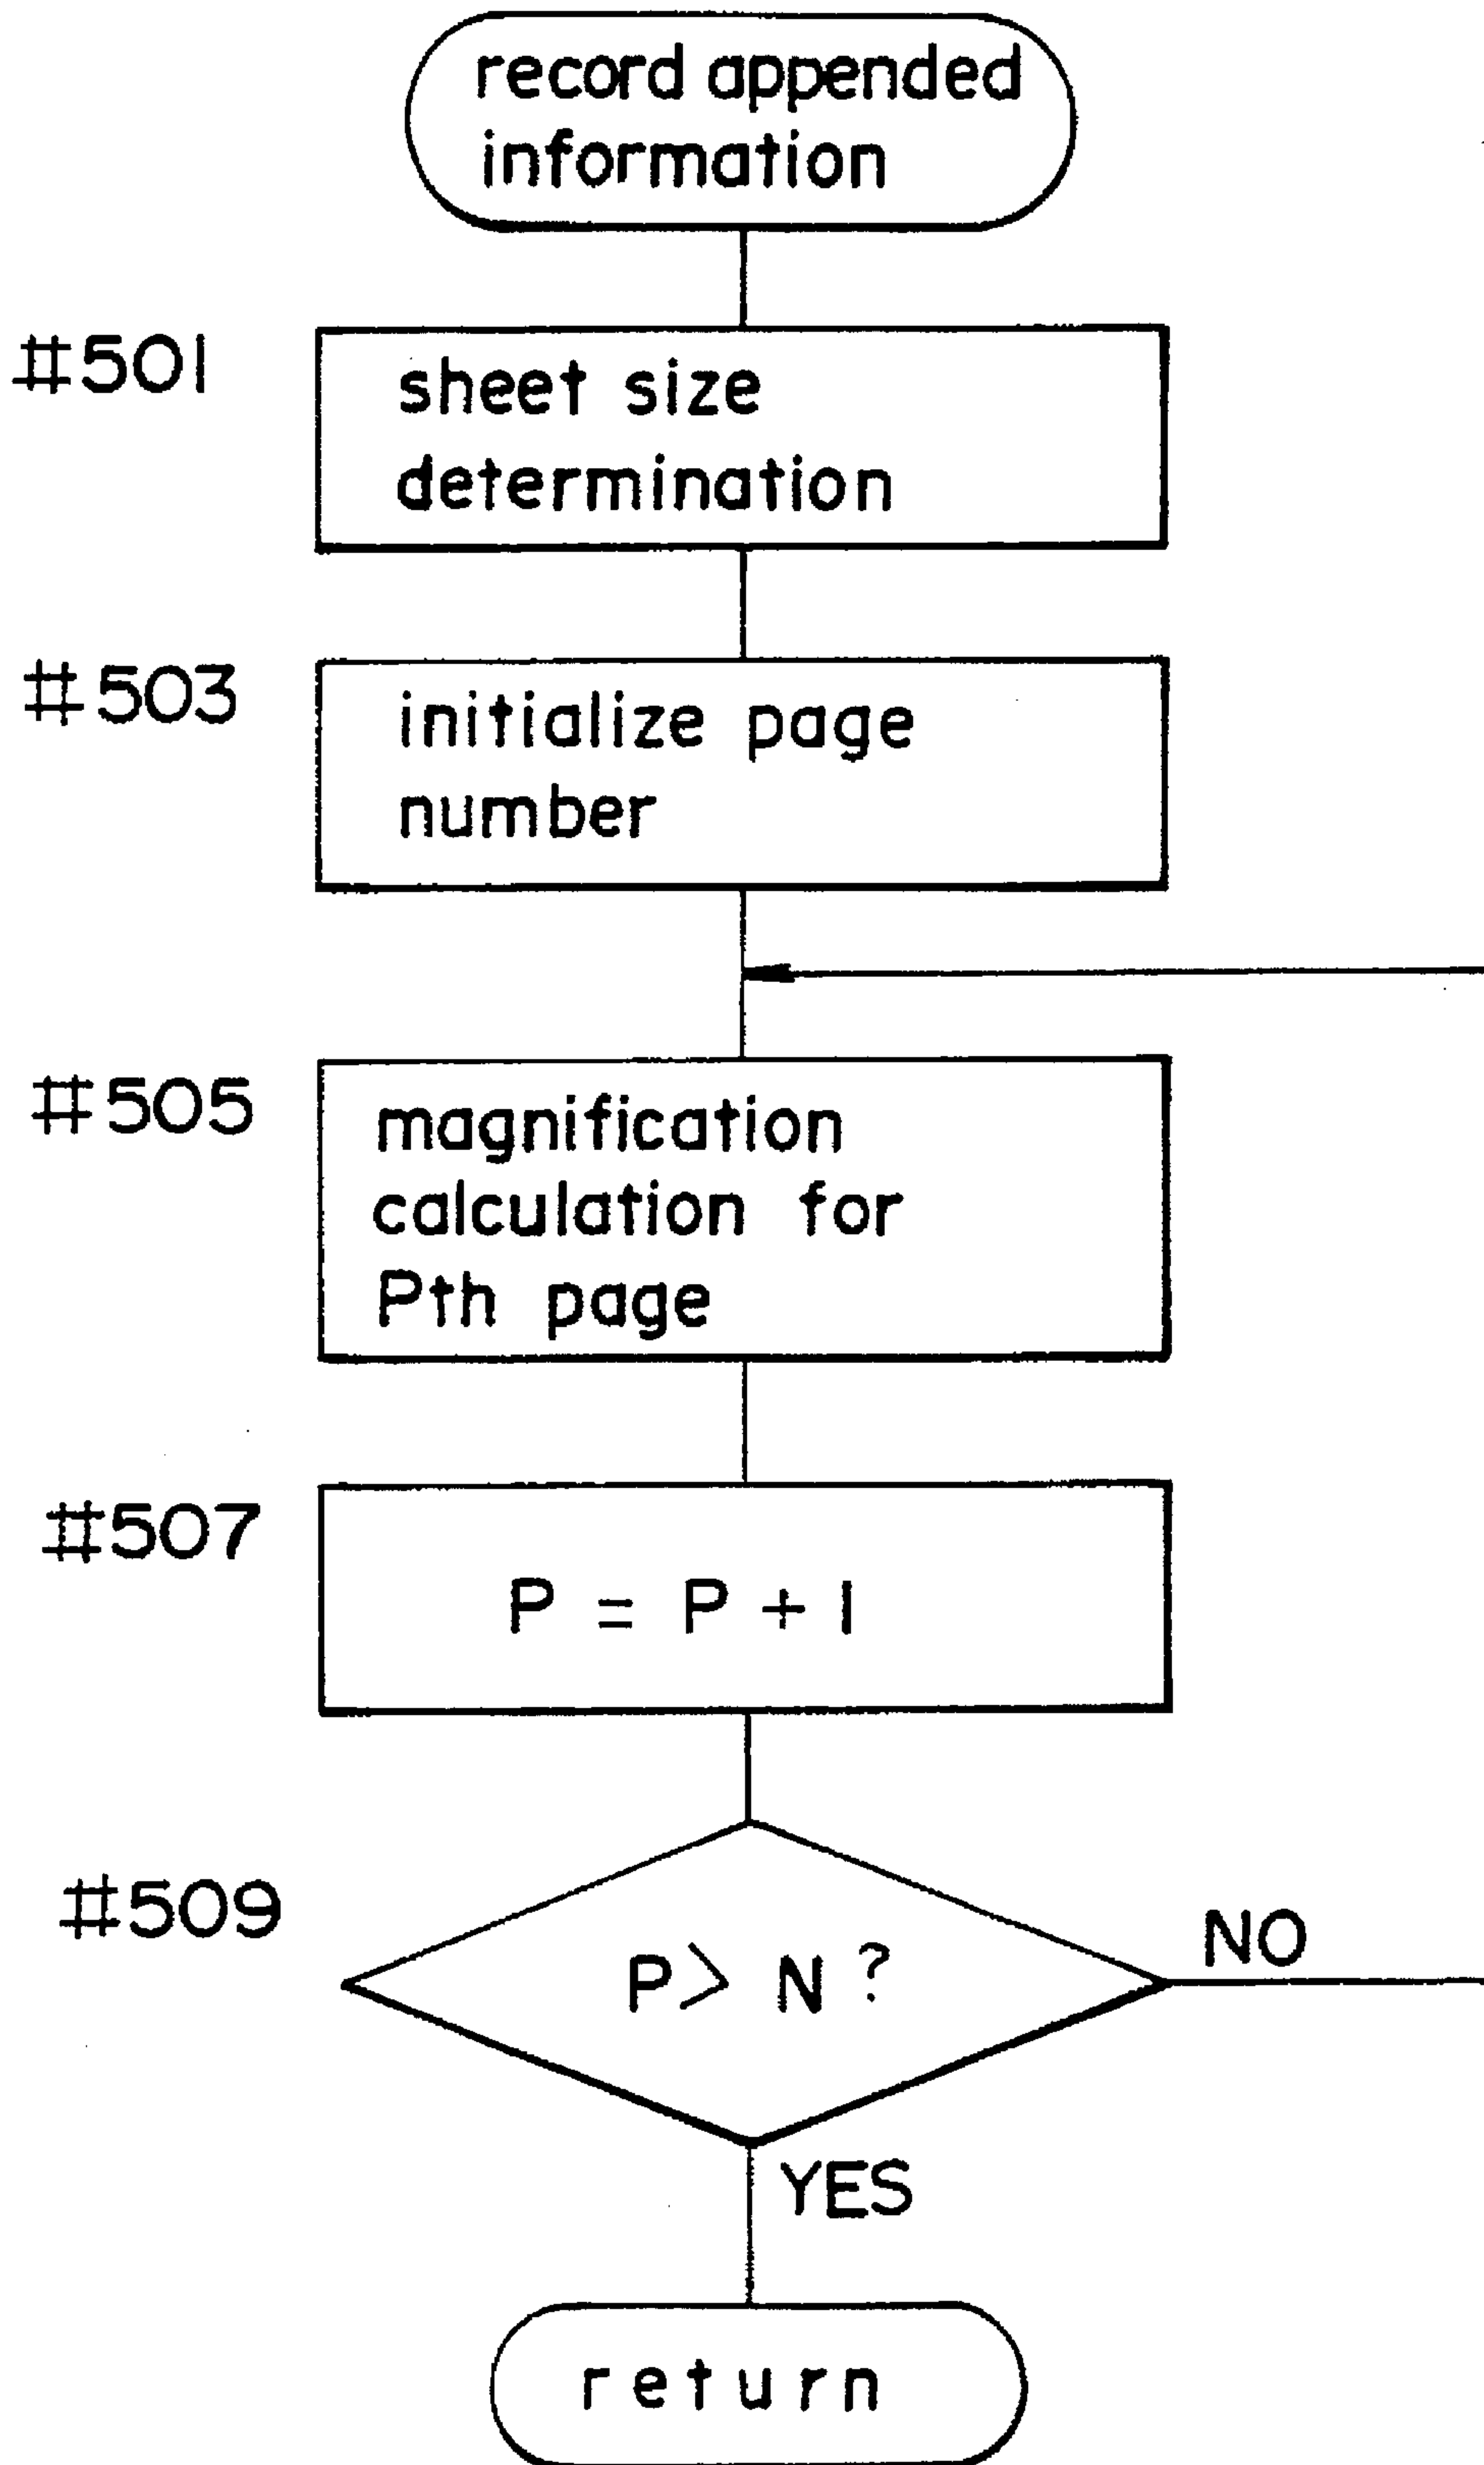 record appended
information
#501
sheet size
determination
#503
initialize page
number
#505
magnification
calculation for
Pth page
#507
P = P + 1
#509
P > N ?
NO
YES
return